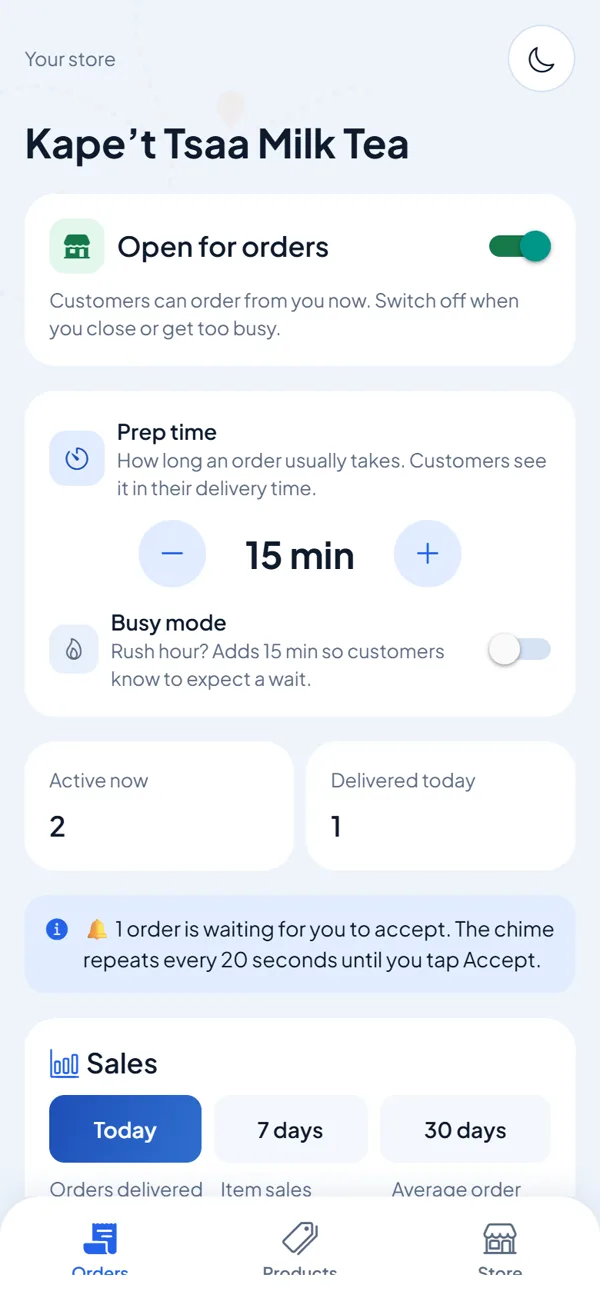 Your store
Kape’t Tsaa Milk Tea
Open for orders
Customers can order from you now. Switch off when
you close or get too busy.
Prep time
How long an order usually takes. Customers see
it in their delivery time.
15 min
Busy mode
Rush hour? Adds 15 min so customers
know to expect a wait.
Active now
2
Delivered today
1
🔔 1 order is waiting for you to accept. The chime
repeats every 20 seconds until you tap Accept.
Sales
Today
7 days
30 days
Orders delivered
Item sales
Average order
Orders
Products
Store